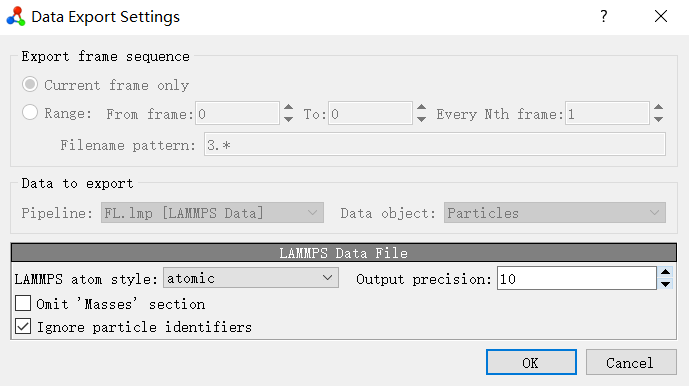 Data Export Settings ? ×
Export frame sequence
Current frame only
Range: From frame: 0 To: 0 Every Nth frame: 1
Filename pattern: 3.*
Data to export
Pipeline: FL.lmp [LAMMPS Data] Data object: Particles
LAMMPS Data File
LAMMPS atom style: atomic Output precision: 10
Omit 'Masses' section
Ignore particle identifiers
OK Cancel